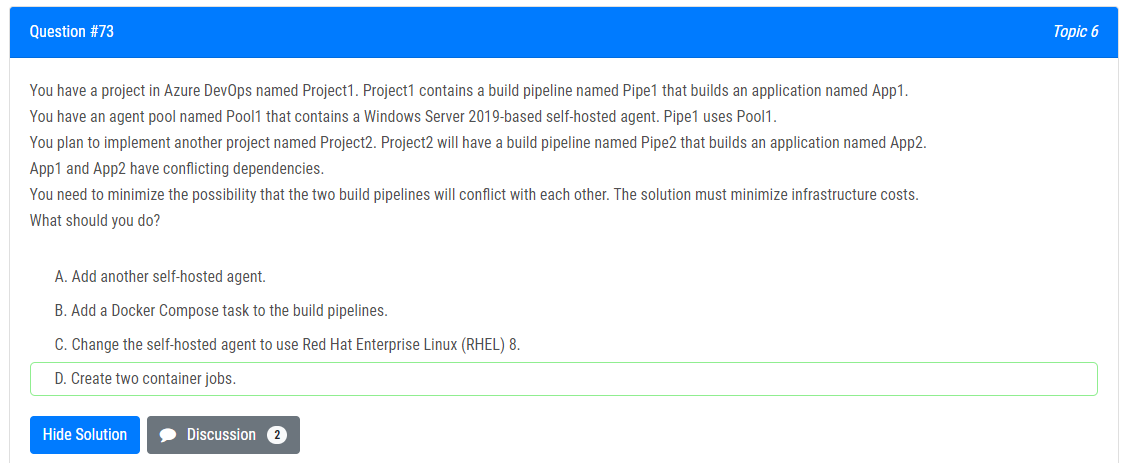 Question #73
Topic 6
You have a project in Azure DevOps named Project1. Project1 contains a build pipeline named Pipe1 that builds an application named App1.
You have an agent pool named Pool1 that contains a Windows Server 2019-based self-hosted agent. Pipe1 uses Pool1.
You plan to implement another project named Project2. Project2 will have a build pipeline named Pipe2 that builds an application named App2.
App1 and App2 have conflicting dependencies.
You need to minimize the possibility that the two build pipelines will conflict with each other. The solution must minimize infrastructure costs.
What should you do?
A. Add another self-hosted agent.
B. Add a Docker Compose task to the build pipelines.
C. Change the self-hosted agent to use Red Hat Enterprise Linux (RHEL) 8.
D. Create two container jobs.
Hide Solution
Discussion 2